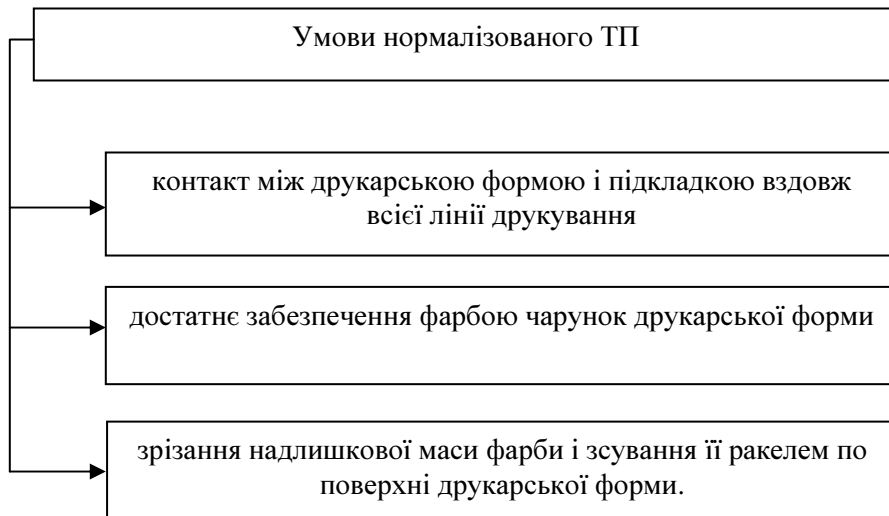 Умови нормалізованого ТП
контакт між друкарською формою і підкладкою вздовж
всієї лінії друкування
достатнє забезпечення фарбою чарунок друкарської форми
зрізання надлишкової маси фарби і зсування її ракелем по
поверхні друкарської форми.